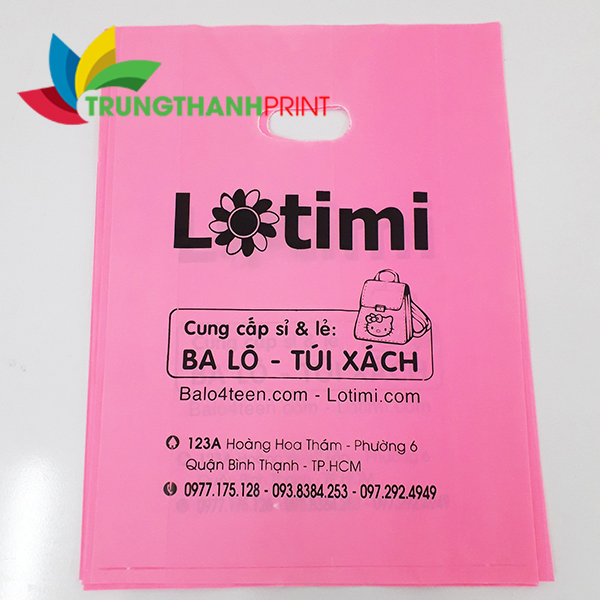 TRUNGTHANHPRINT
Lotimi
Cung cấp sỉ & lẻ:
BA LÔ - TÚI XÁCH
Balo4teen.com - Lotimi.com
123A Hoàng Hoa Thám - Phường 6
Quận Bình Thạnh - TP.HCM
0977.175.128 - 093.8384.253 - 097.292.4949